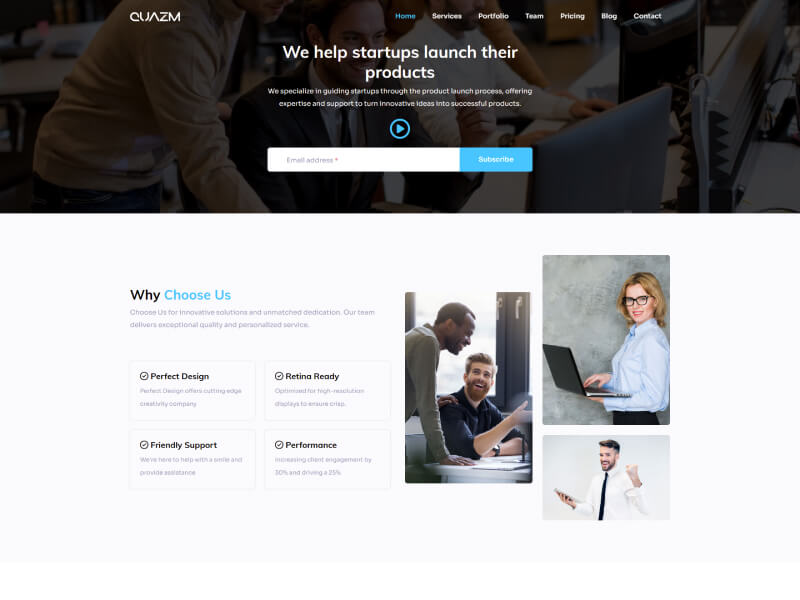 QUAZM
Home Services Portfolio Team Pricing Blog Contact
We help startups launch their
products
We specialize in guiding startups through the product launch process, offering
expertise and support to turn innovative ideas into successful products.
Email address *
Subscribe
Why Choose Us
Choose Us for innovative solutions and unmatched dedication. Our team
delivers exceptional quality and personalized service.
Perfect Design
Perfect Design offers cutting edge
creativity company
Retina Ready
Optimized for high-resolution
displays to ensure crisp.
Friendly Support
We're here to help with a smile and
provide assistance
Performance
Increasing client engagement by
30% and driving a 25%